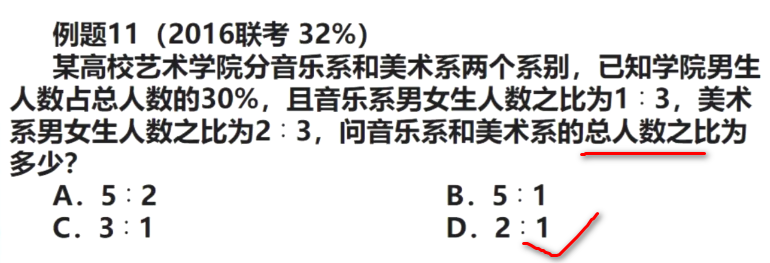 例题11（2016联考 32%）
某高校艺术学院分音乐系和美术系两个系别，已知学院男生
人数占总人数的30%，且音乐系男女生人数之比为1∶3，美术
系男女生人数之比为2∶3，问音乐系和美术系的总人数之比为
多少？
A．5∶2 B．5∶1
C．3∶1 D．2∶1